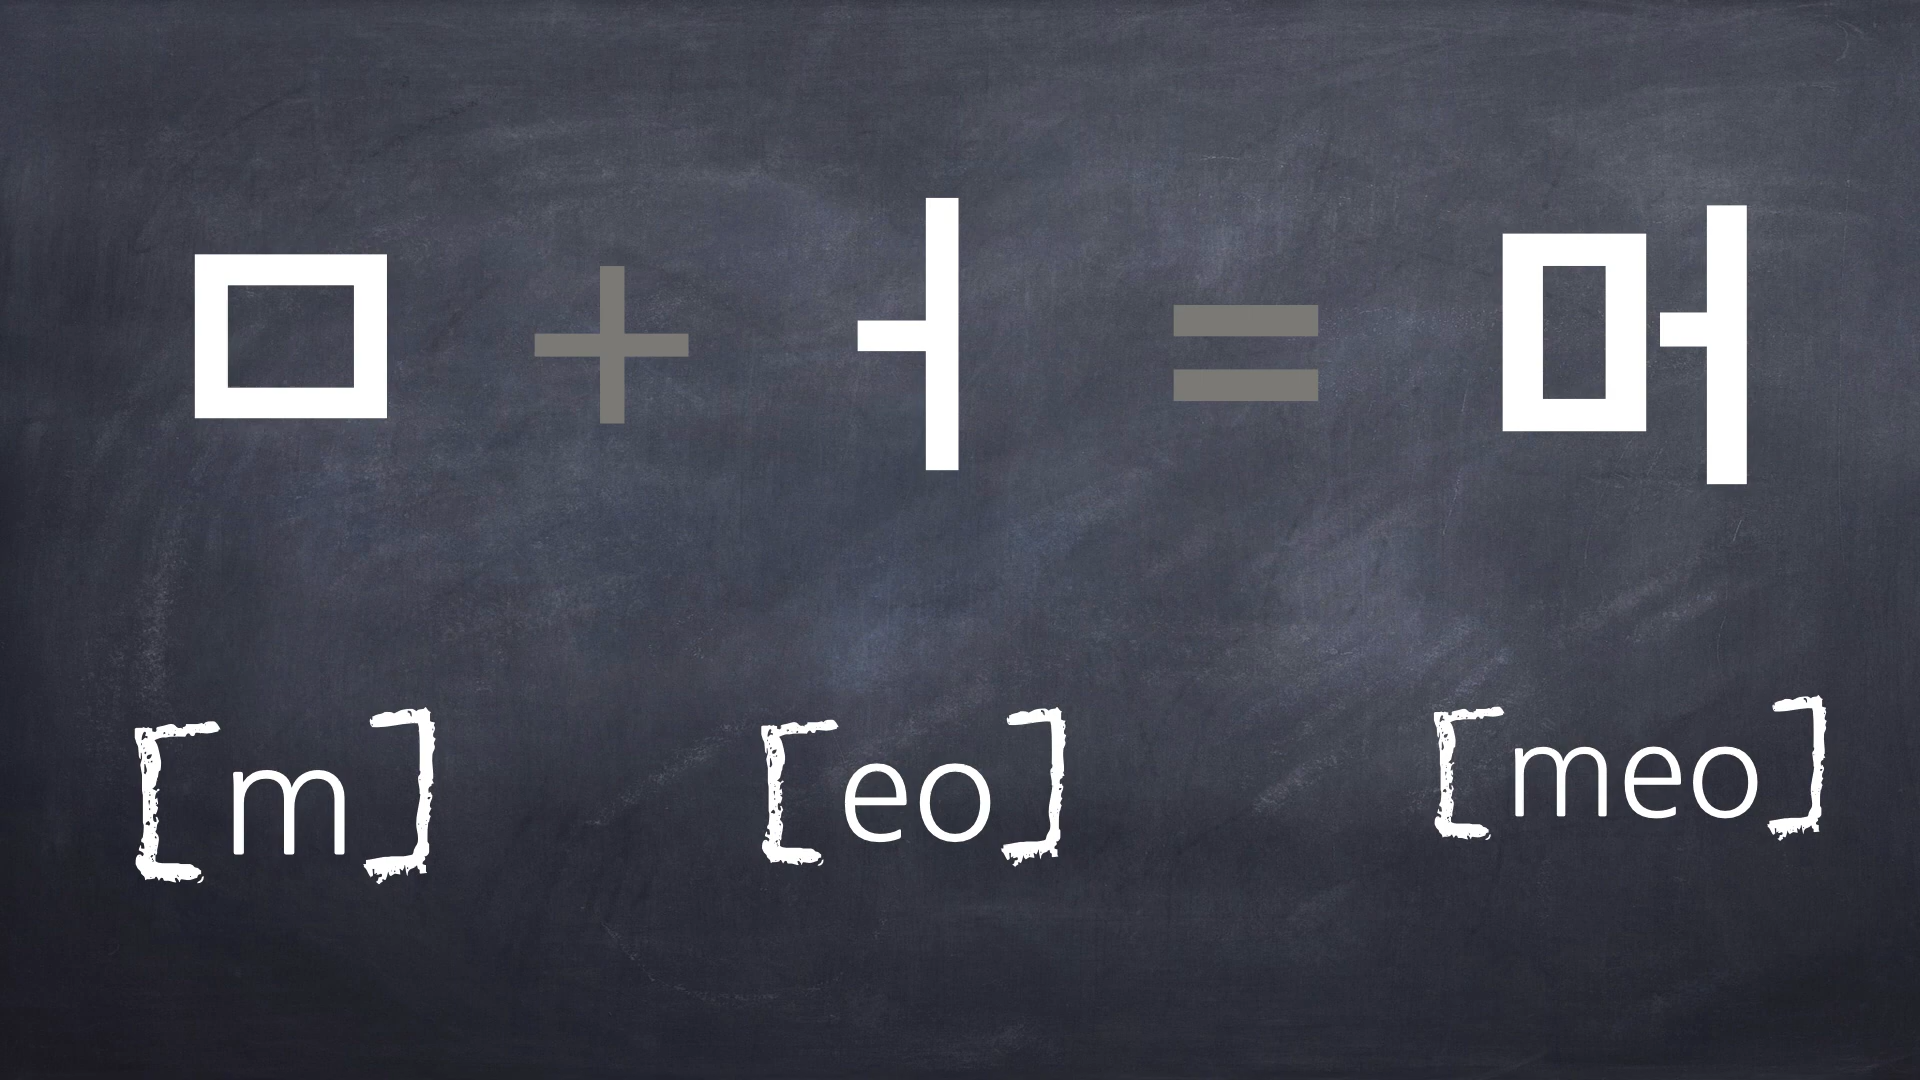 ㅁ + ㅓ = 머
[m] [eo] [meo]